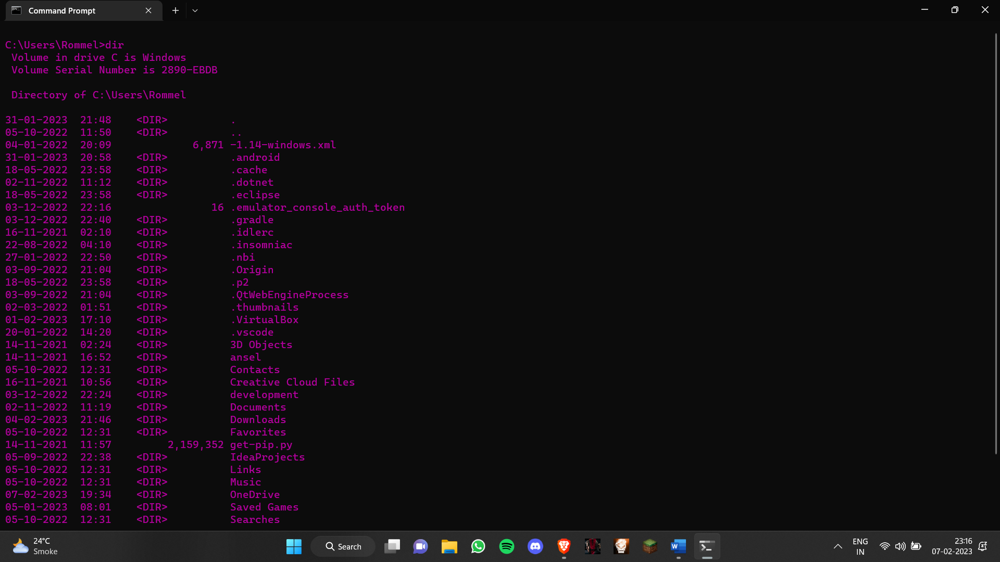 Command Prompt
C:\Users\Rommel>dir
 Volume in drive C is Windows
 Volume Serial Number is 2890-EBDB

 Directory of C:\Users\Rommel

31-01-2023  21:48    <DIR>          .
05-10-2022  11:50    <DIR>          ..
04-01-2022  20:09             6,871 -1.14-windows.xml
31-01-2023  20:58    <DIR>          .android
18-05-2022  23:58    <DIR>          .cache
02-11-2022  11:12    <DIR>          .dotnet
18-05-2022  23:58    <DIR>          .eclipse
03-12-2022  22:16                16 .emulator_console_auth_token
03-12-2022  22:40    <DIR>          .gradle
16-11-2021  02:10    <DIR>          .idlerc
22-08-2022  04:10    <DIR>          .insomniac
27-01-2022  22:50    <DIR>          .nbi
03-09-2022  21:04    <DIR>          .Origin
18-05-2022  23:58    <DIR>          .p2
03-09-2022  21:04    <DIR>          .QtWebEngineProcess
02-03-2022  01:51    <DIR>          .thumbnails
01-02-2023  17:10    <DIR>          .VirtualBox
20-01-2022  14:20    <DIR>          .vscode
14-11-2021  02:24    <DIR>          3D Objects
14-11-2021  16:52    <DIR>          ansel
05-10-2022  12:31    <DIR>          Contacts
16-11-2021  10:56    <DIR>          Creative Cloud Files
03-12-2022  22:24    <DIR>          development
02-11-2022  11:19    <DIR>          Documents
04-02-2023  21:46    <DIR>          Downloads
05-10-2022  12:31    <DIR>          Favorites
14-11-2021  11:57         2,159,352 get-pip.py
05-09-2022  22:38    <DIR>          IdeaProjects
05-10-2022  12:31    <DIR>          Links
05-10-2022  12:31    <DIR>          Music
07-02-2023  19:34    <DIR>          OneDrive
05-01-2023  08:01    <DIR>          Saved Games
05-10-2022  12:31    <DIR>          Searches
24°C
Smoke
Search
W
ENG
IN
23:16
07-02-2023